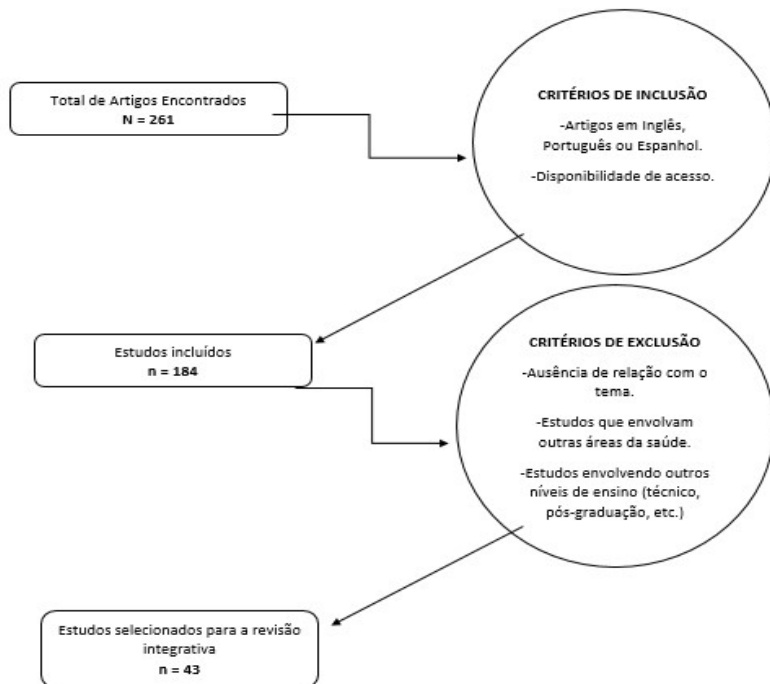 Total de Artigos Encontrados
N = 261
CRITÉRIOS DE INCLUSÃO
-Artigos em Inglês,
Português ou Espanhol.
-Disponibilidade de acesso.
Estudos incluídos
n = 184
CRITÉRIOS DE EXCLUSÃO
-Ausência de relação com o
tema.
-Estudos que envolvam
outras áreas da saúde.
-Estudos envolvendo outros
níveis de ensino (técnico,
pós-graduação, etc.)
Estudos selecionados para a revisão
integrativa
n = 43